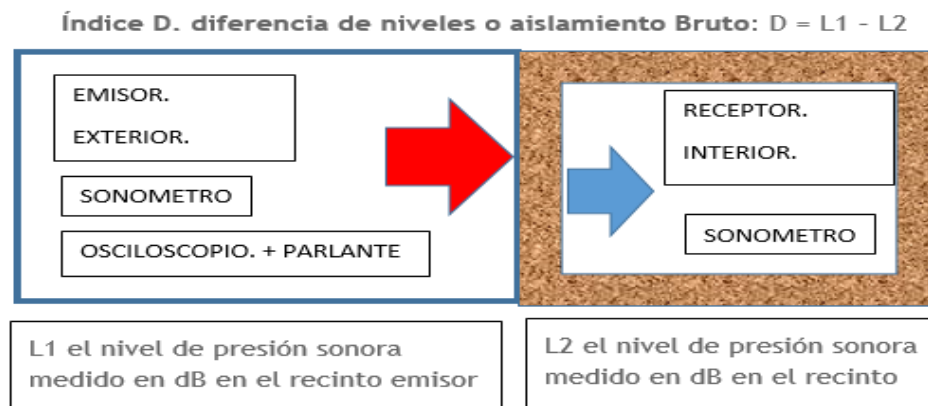 Índice D. diferencia de niveles o aislamiento Bruto: D = L1 - L2
EMISOR.
EXTERIOR.
SONOMETRO
OSCILOSCOPIO. + PARLANTE
RECEPTOR.
INTERIOR.
SONOMETRO
L1 el nivel de presión sonora
medido en dB en el recinto emisor
L2 el nivel de presión sonora
medido en dB en el recinto